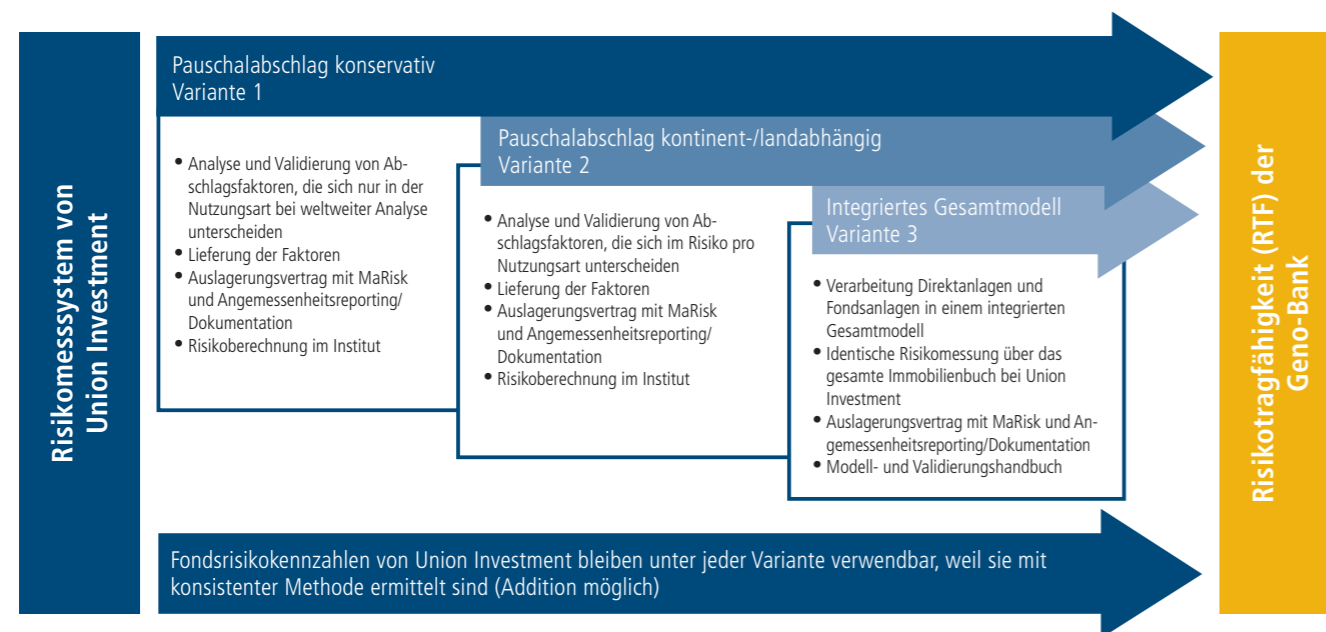 Risikomesssystem von
Union Investment
Pauschalabschlag konservativ
Variante 1
• Analyse und Validierung von Ab-
schlagsfaktoren, die sich nur in der
Nutzungsart bei weltweiter Analyse
unterscheiden
• Lieferung der Faktoren
• Auslagerungsvertrag mit MaRisk
und Angemessenheitsreporting/
Dokumentation
• Risikoberechnung im Institut
Pauschalabschlag kontinent-/landabhängig
Variante 2
• Analyse und Validierung von Ab-
schlagsfaktoren, die sich im Risiko pro
Nutzungsart unterscheiden
• Lieferung der Faktoren
• Auslagerungsvertrag mit MaRisk
und Angemessenheitsreporting/
Dokumentation
• Risikoberechnung im Institut
Integriertes Gesamtmodell
Variante 3
• Verarbeitung Direktanlagen und
Fondsanlagen in einem integrierten
Gesamtmodell
• Identische Risikomessung über das
gesamte Immobilienbuch bei Union
Investment
• Auslagerungsvertrag mit MaRisk und An-
gemessenheitsreporting/Dokumentation
• Modell- und Validierungshandbuch
Fondsrisikokennzahlen von Union Investment bleiben unter jeder Variante verwendbar, weil sie mit
konsistenter Methode ermittelt sind (Addition möglich)
Risikotragfähigkeit (RTF) der
Geno-Bank